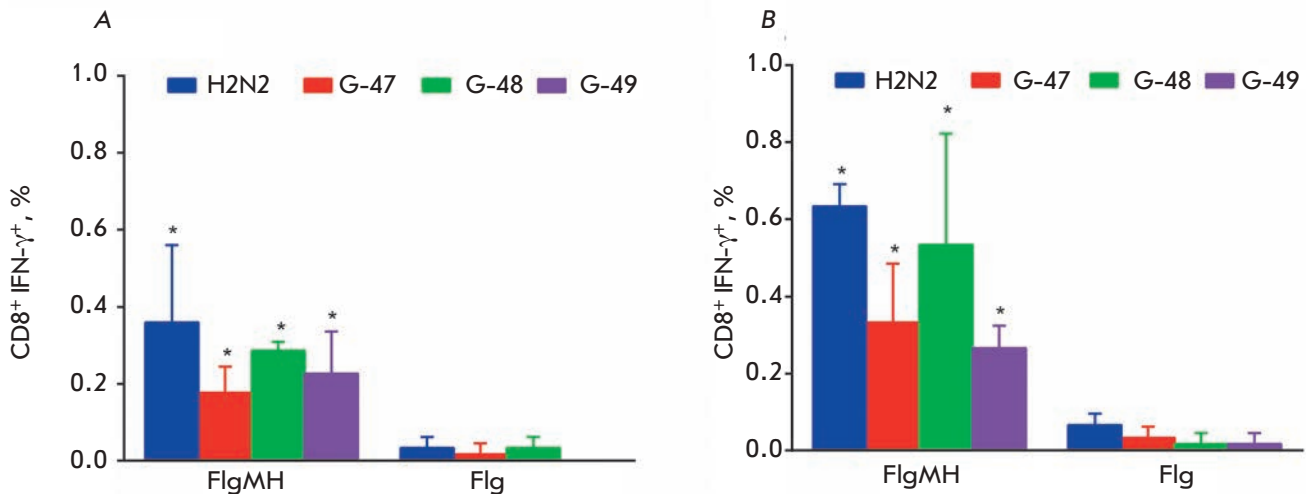 A
H2N2 G-47 G-48 G-49
CD8+ IFN-γ+, %
1.0
0.8
0.6
0.4
0.2
0.0
* * * *
FlgMH Flg
B
H2N2 G-47 G-48 G-49
CD8+ IFN-γ+, %
1.0
0.8
0.6
0.4
0.2
0.0
* * * *
FlgMH Flg